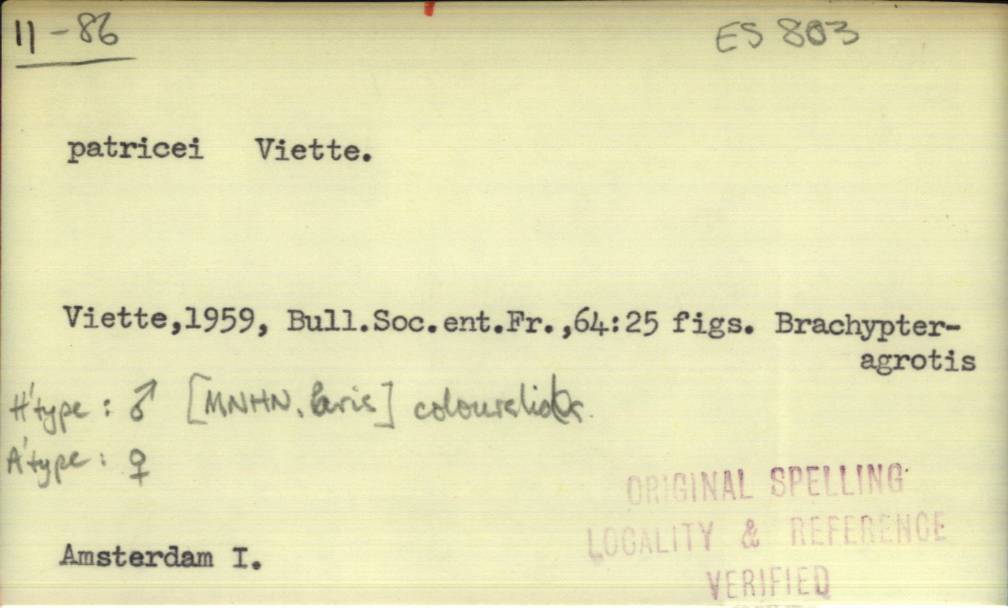 11-86
ES 803
patricei Viette.
Viette,1959, Bull.Soc.ent.Fr.,64:25 figs. Brachypter-
agrotis
H'type : ♂ [MNHN, Paris] colourslides.
A'type : ♀
ORIGINAL SPELLING
LOCALITY & REFERENCE
VERIFIED
Amsterdam I.